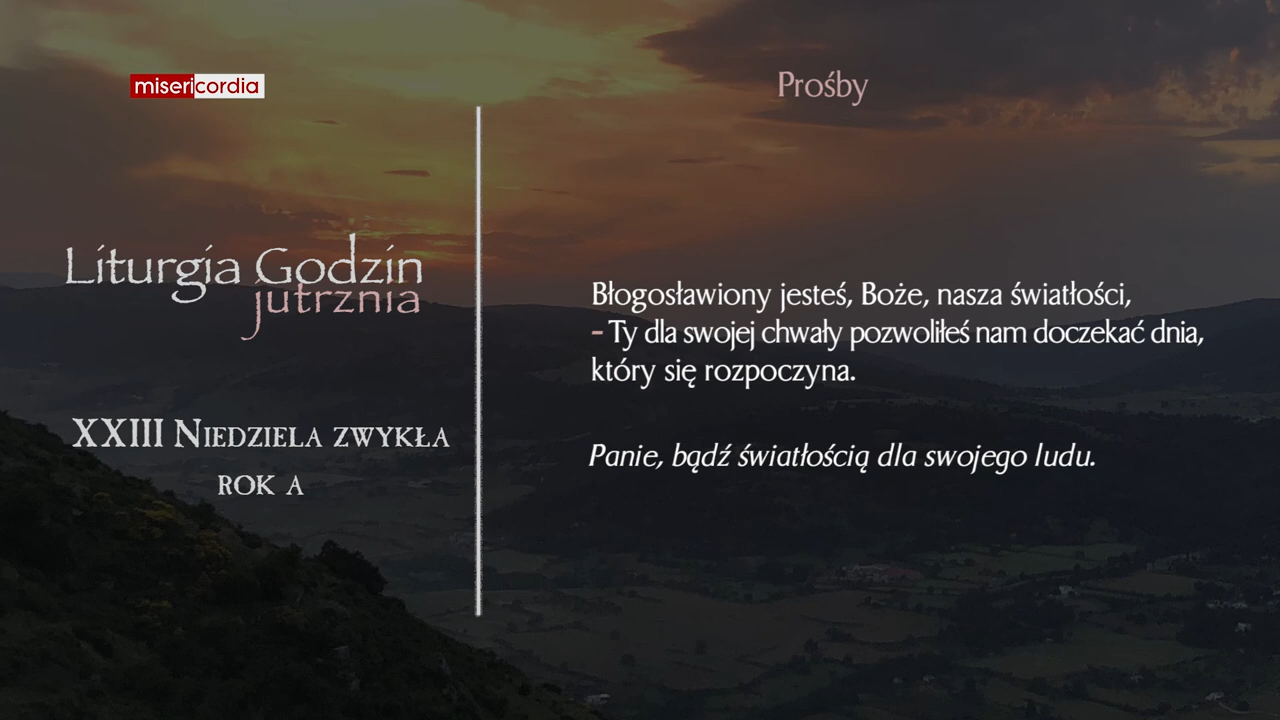 misericordia
Liturgia Godzin
jutrznia
XXIII Niedziela zwykła
rok A
Prośby
Błogosławiony jesteś, Boże, nasza światłości,
- Ty dla swojej chwały pozwoliłeś nam doczekać dnia,
który się rozpoczyna.
Panie, bądź światłością dla swojego ludu.